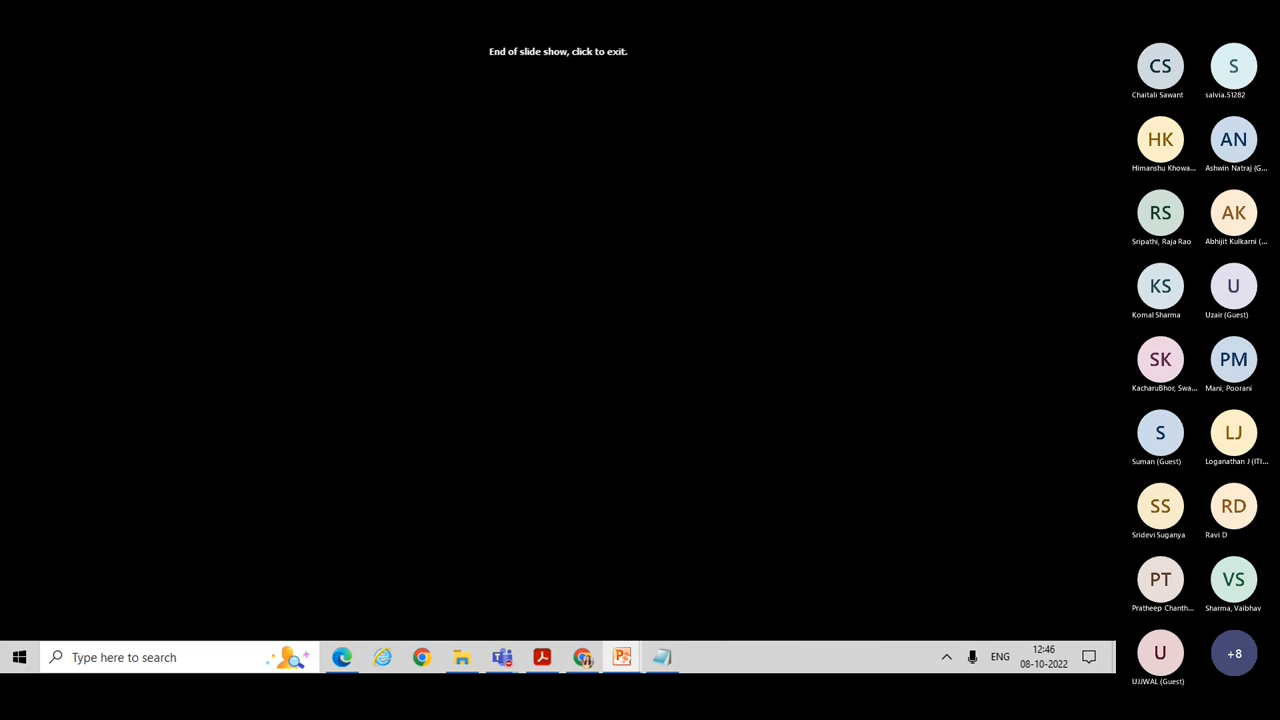 End of slide show, click to exit.
CS S
Chaitali Sawant salvia.51282
HK AN
Himanshu Khowa... Ashwin Natraj (G...
RS AK
Sripathi, Raja Rao Abhijit Kulkarni (...
KS U
Komal Sharma Uzair (Guest)
SK PM
KacharuBhor, Swa... Mani, Poorani
S LJ
Suman (Guest) Loganathan J (ITI...
SS RD
Sridevi Suganya Ravi D
PT VS
Pratheep Chanth... Sharma, Vaibhav
U +8
UJJWAL (Guest)
Type here to search
ENG
12:46
08-10-2022